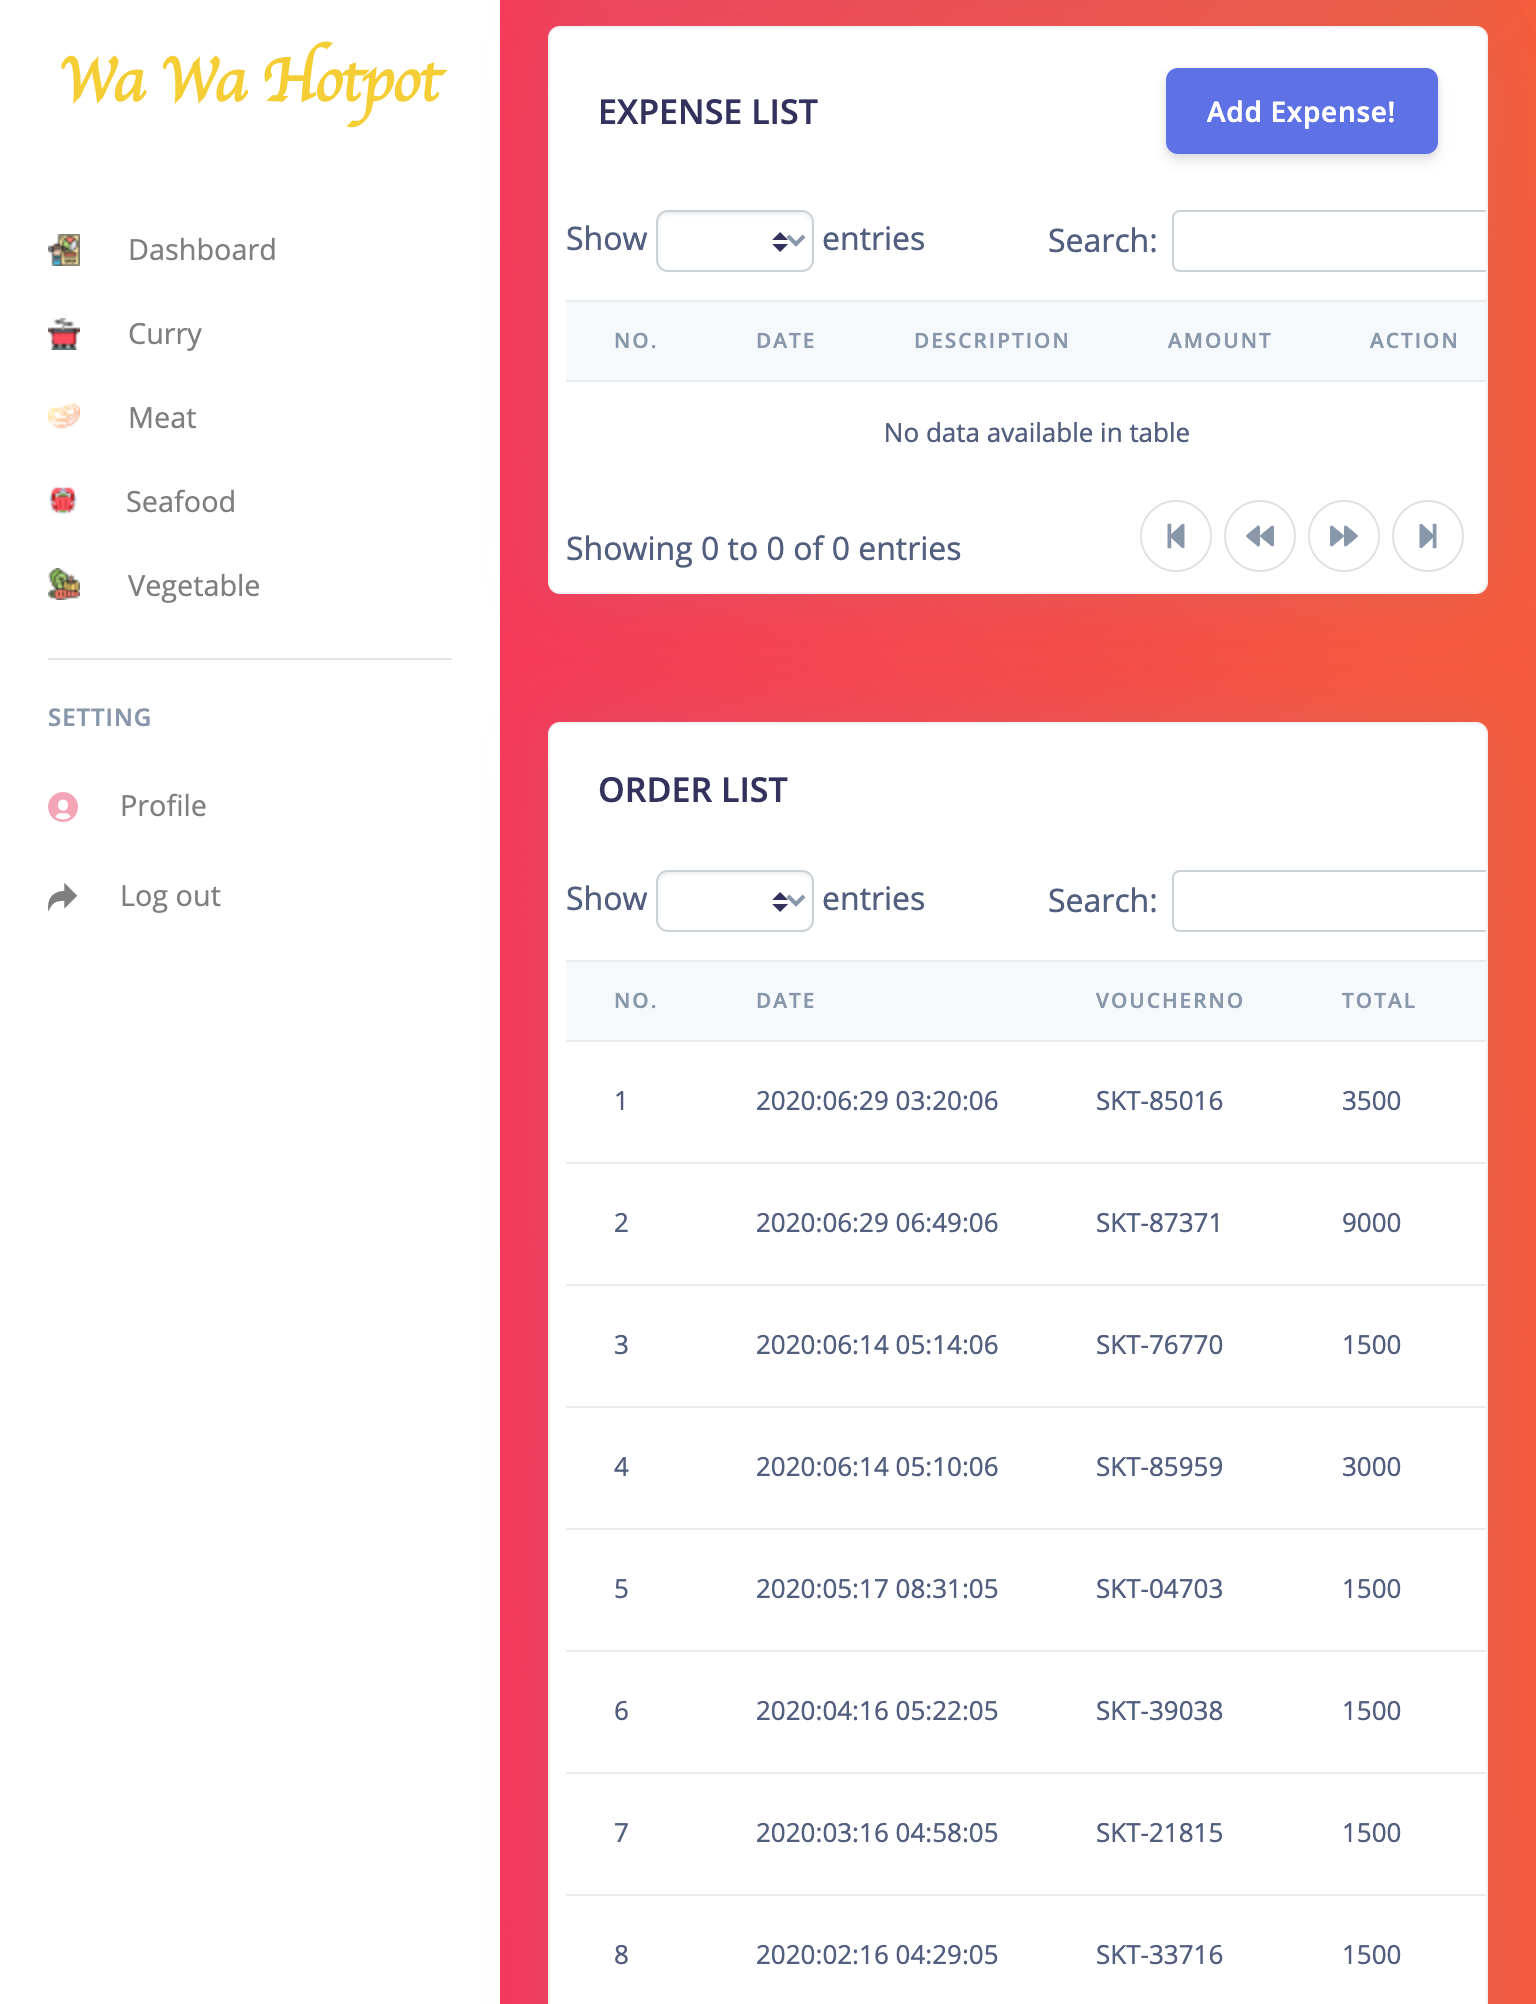 Wa Wa Hotpot
Dashboard
Curry
Meat
Seafood
Vegetable
SETTING
Profile
Log out
EXPENSE LIST
Add Expense!
Show entries Search:
NO. DATE DESCRIPTION AMOUNT ACTION
No data available in table
Showing 0 to 0 of 0 entries
ORDER LIST
Show entries Search:
NO. DATE VOUCHERNO TOTAL
1 2020:06:29 03:20:06 SKT-85016 3500
2 2020:06:29 06:49:06 SKT-87371 9000
3 2020:06:14 05:14:06 SKT-76770 1500
4 2020:06:14 05:10:06 SKT-85959 3000
5 2020:05:17 08:31:05 SKT-04703 1500
6 2020:04:16 05:22:05 SKT-39038 1500
7 2020:03:16 04:58:05 SKT-21815 1500
8 2020:02:16 04:29:05 SKT-33716 1500